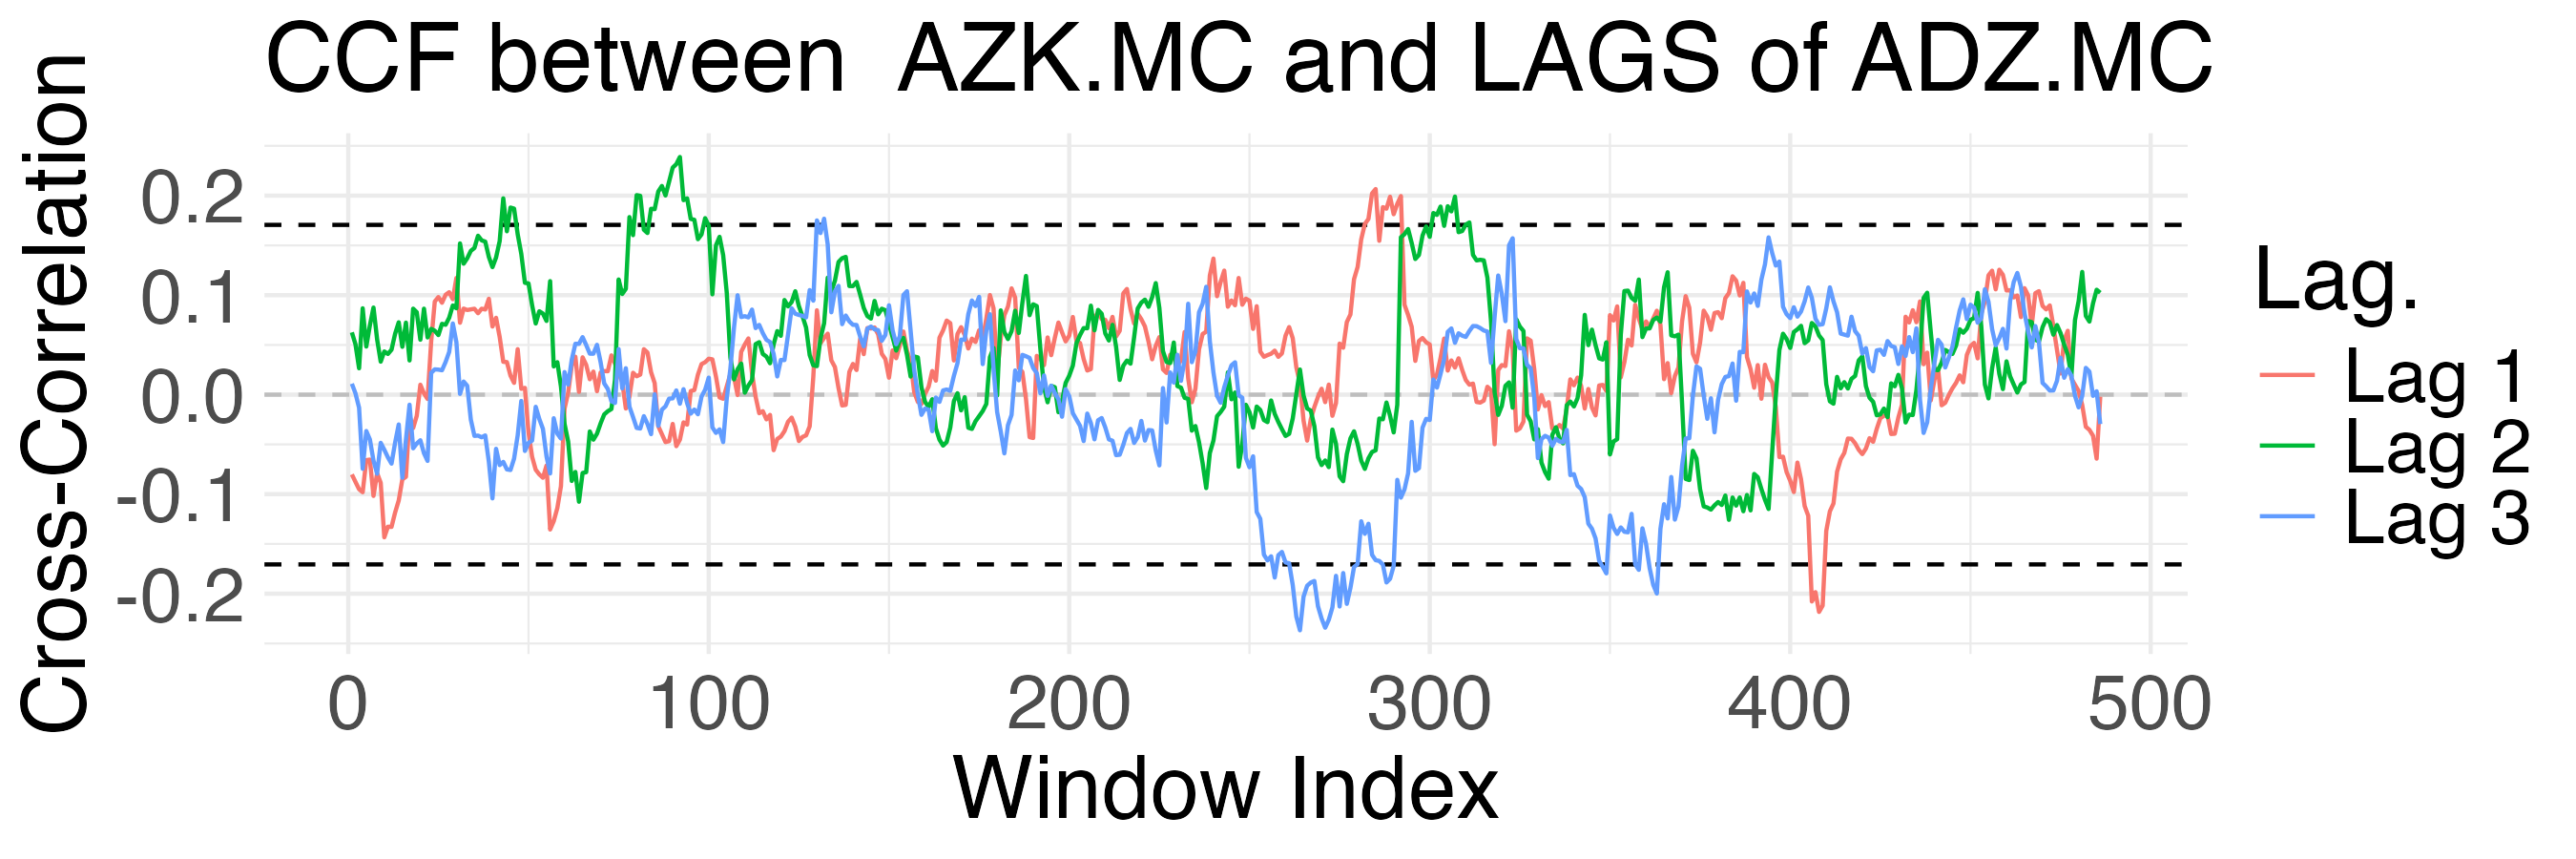 CCF between  AZK.MC and LAGS of ADZ.MC
Cross-Correlation
0.2
0.1
0.0
-0.1
-0.2
0 100 200 300 400 500
Window Index
Lag.
Lag 1
Lag 2
Lag 3